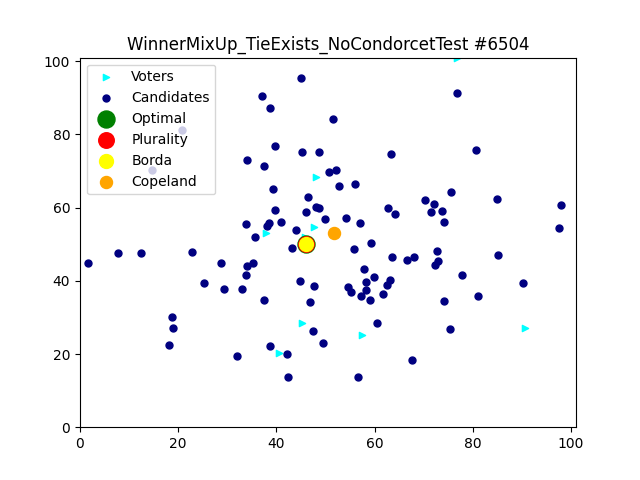 WinnerMixUp_TieExists_NoCondorcetTest #6504
100
80
60
40
20
0
Voters
Candidates
Optimal
Plurality
Borda
Copeland
0
20
40
60
80
100